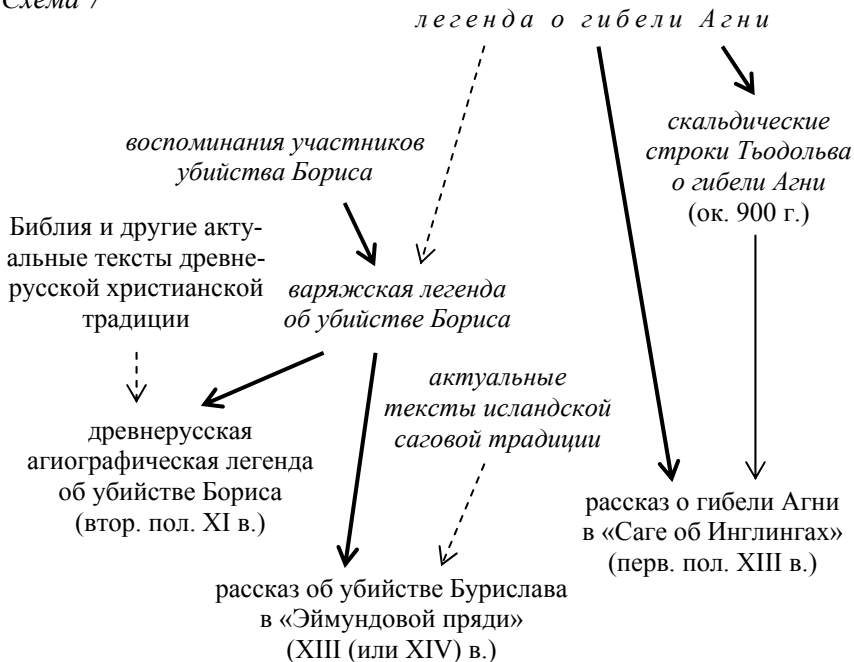 Схема 7
легенда о гибели Агни
воспоминания участников
убийства Бориса
скальдические
строки Тьодольва
о гибели Агни
(ок. 900 г.)
Библия и другие акту-
альные тексты древне-
русской христианской
традиции
варяжская легенда
об убийстве Бориса
актуальные
тексты исландской
саговой традиции
древнерусская
агиографическая легенда
об убийстве Бориса
(втор. пол. XI в.)
рассказ о гибели Агни
в «Саге об Инглингах»
(перв. пол. XIII в.)
рассказ об убийстве Бурислава
в «Эймундовой пряди»
(XIII (или XIV) в.)